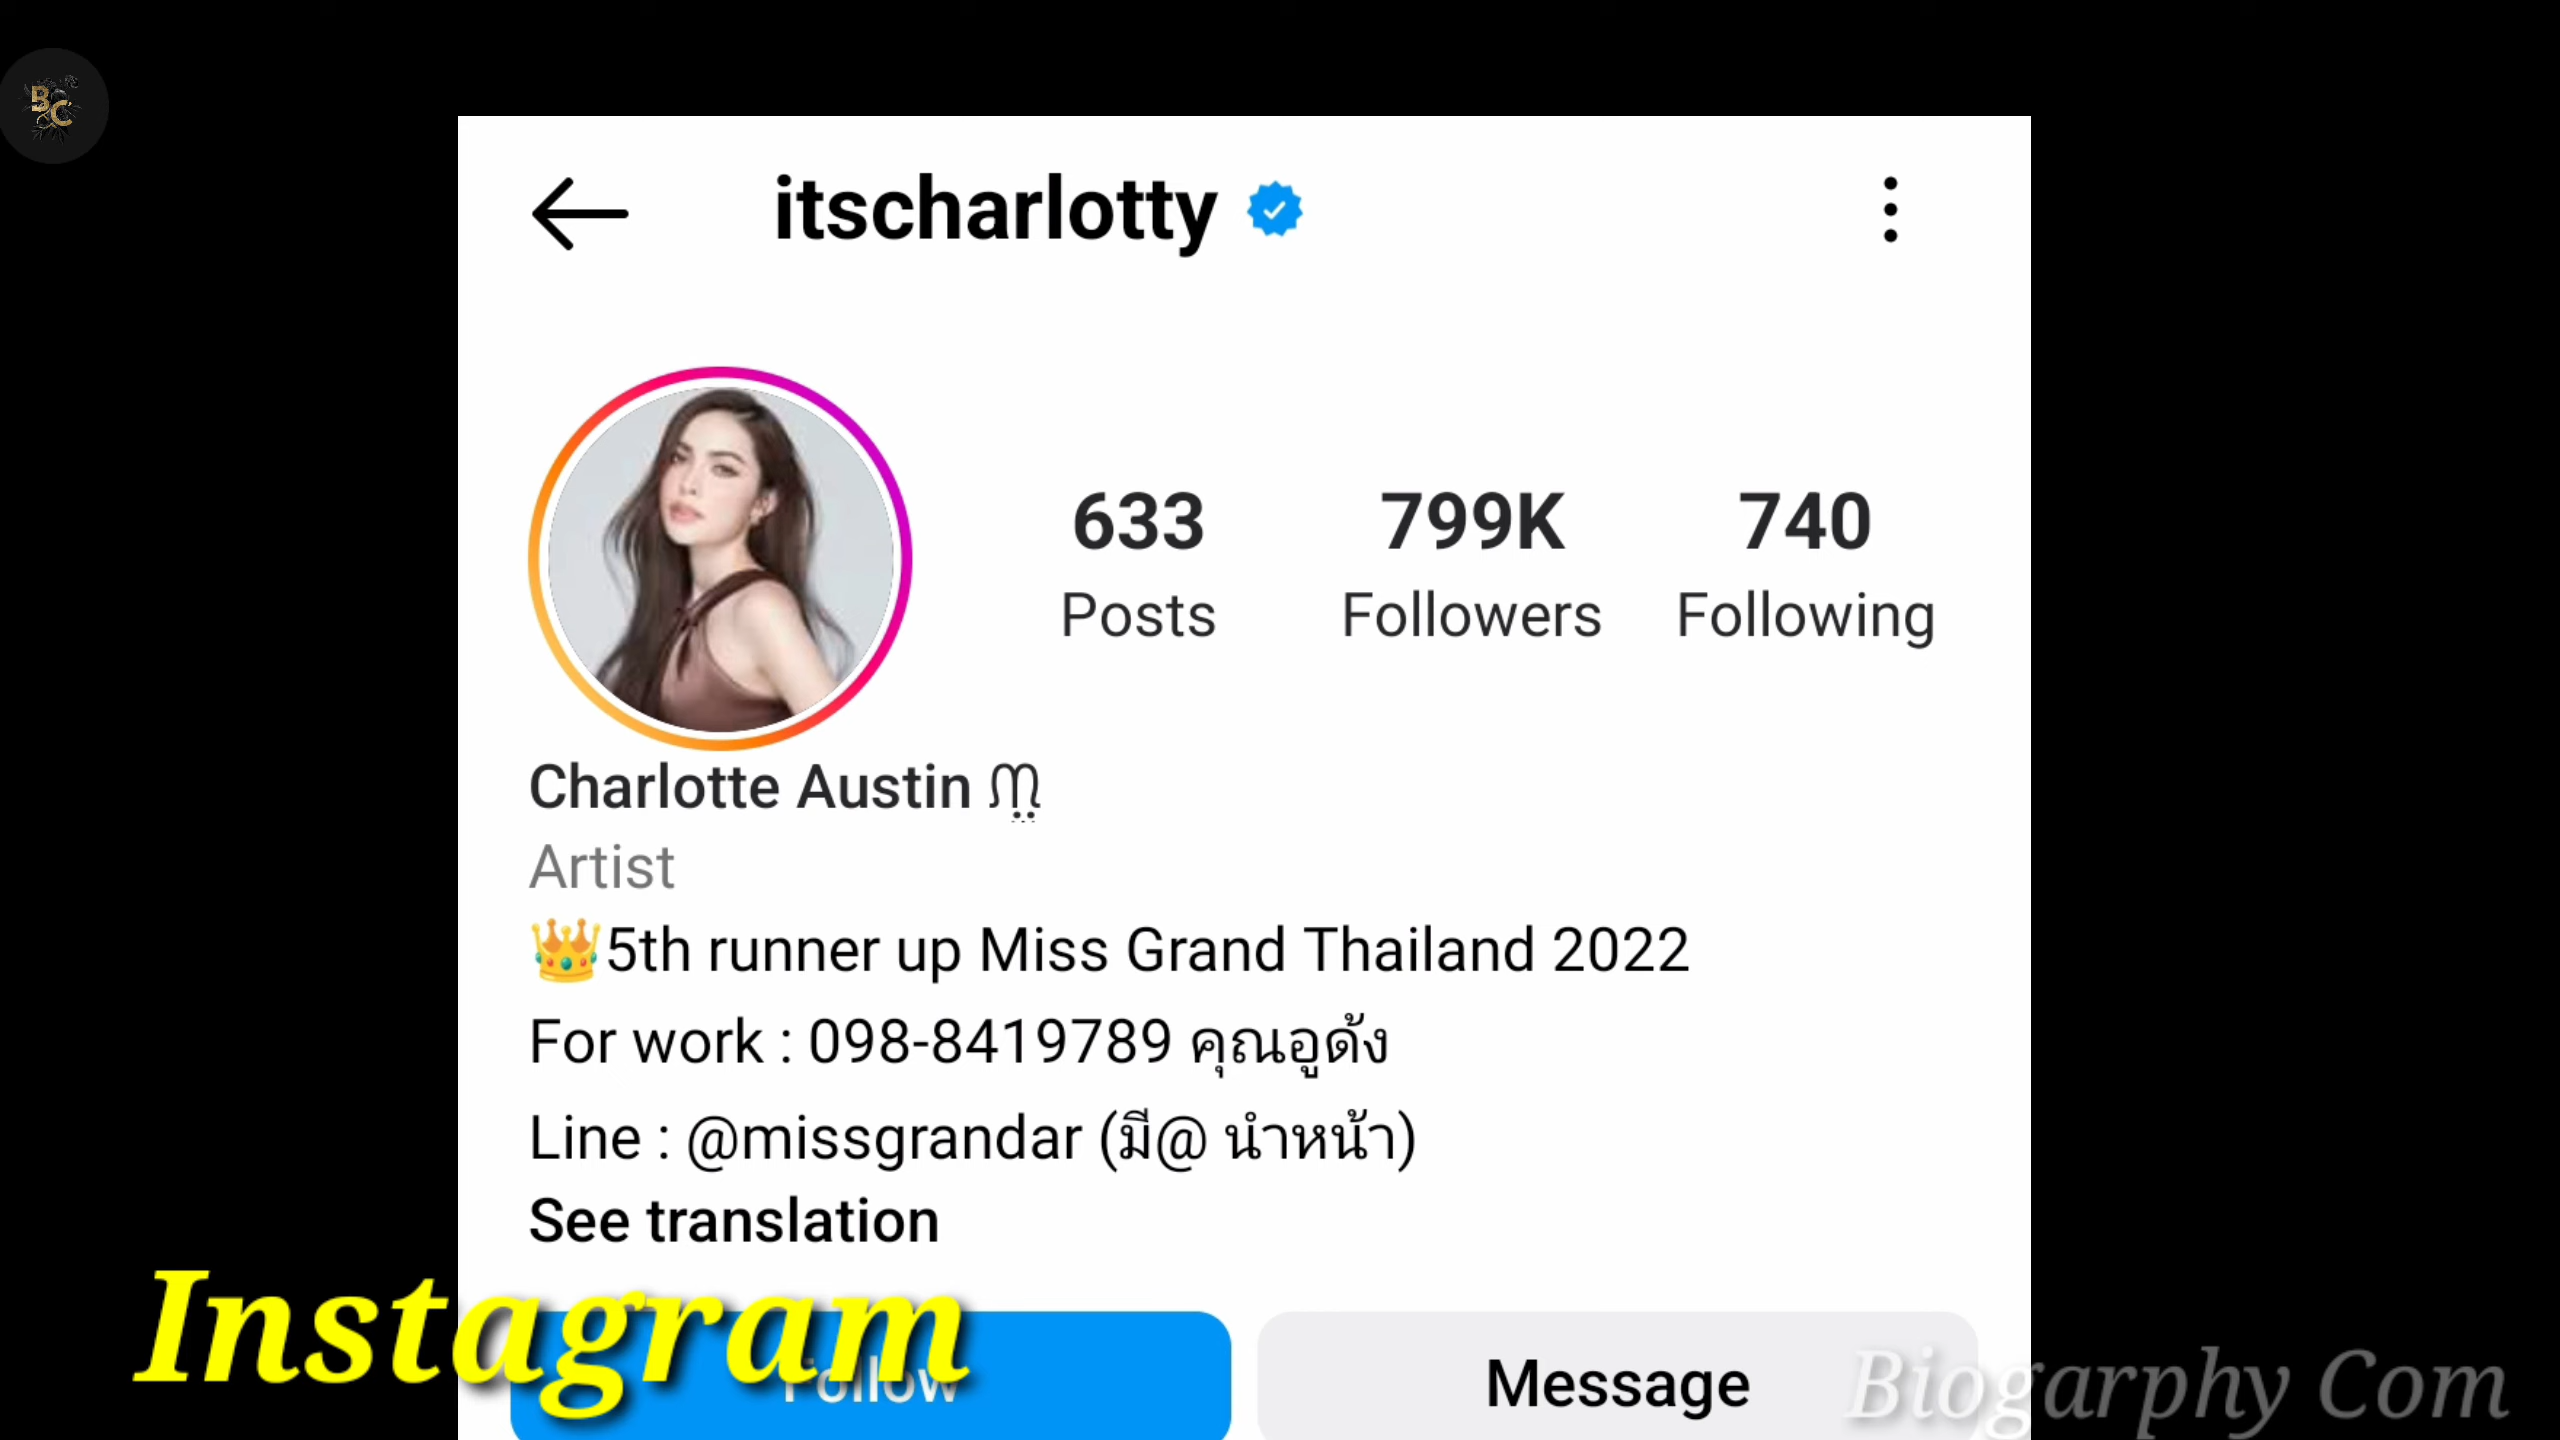 BC
itscharlotty
633 799K 740
Posts Followers Following
Charlotte Austin ᙏ̤̫
Artist
👑5th runner up Miss Grand Thailand 2022
For work : 098-8419789 คุณอูด้ง
Line : @missgrandar (มี@ นำหน้า)
See translation
Instagram
Follow Message
Biogarphy Com